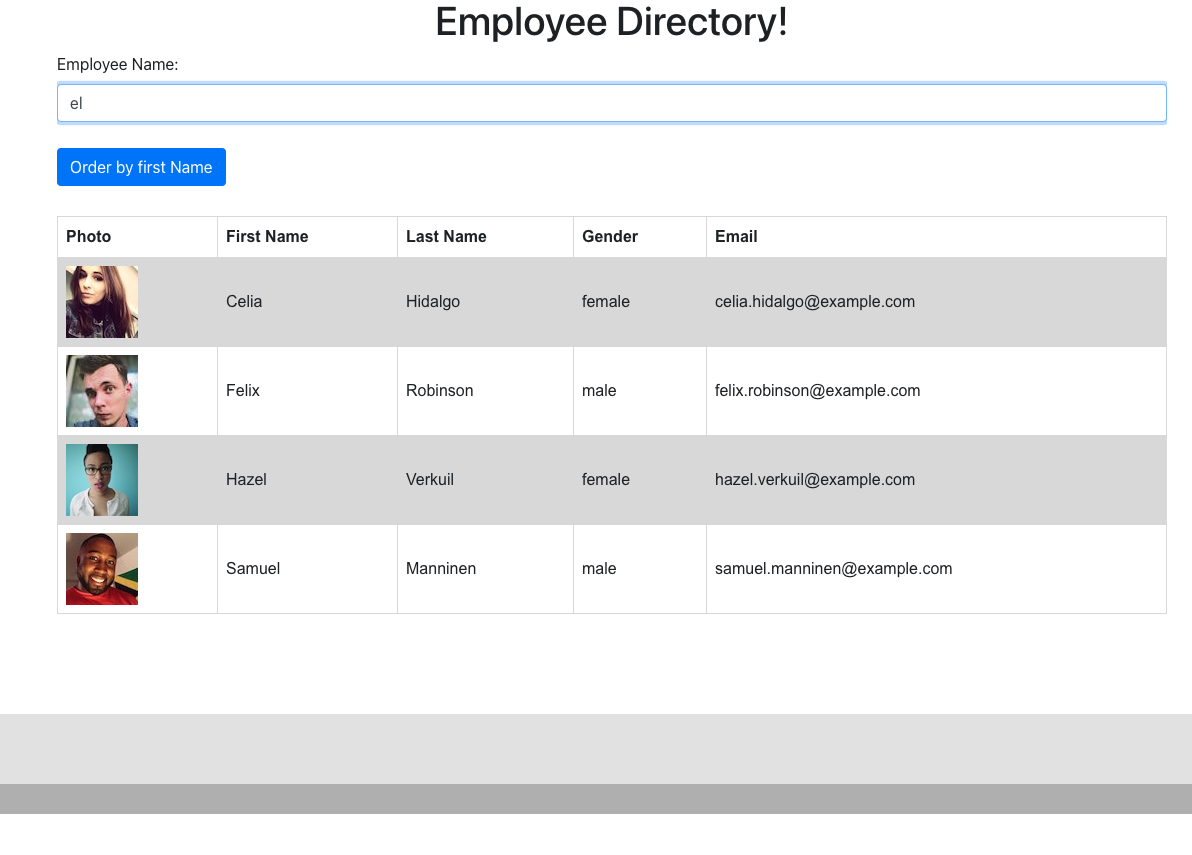 Employee Directory!
Employee Name:
el
Order by first Name
Photo First Name Last Name Gender Email
Celia Hidalgo female celia.hidalgo@example.com
Felix Robinson male felix.robinson@example.com
Hazel Verkuil female hazel.verkuil@example.com
Samuel Manninen male samuel.manninen@example.com